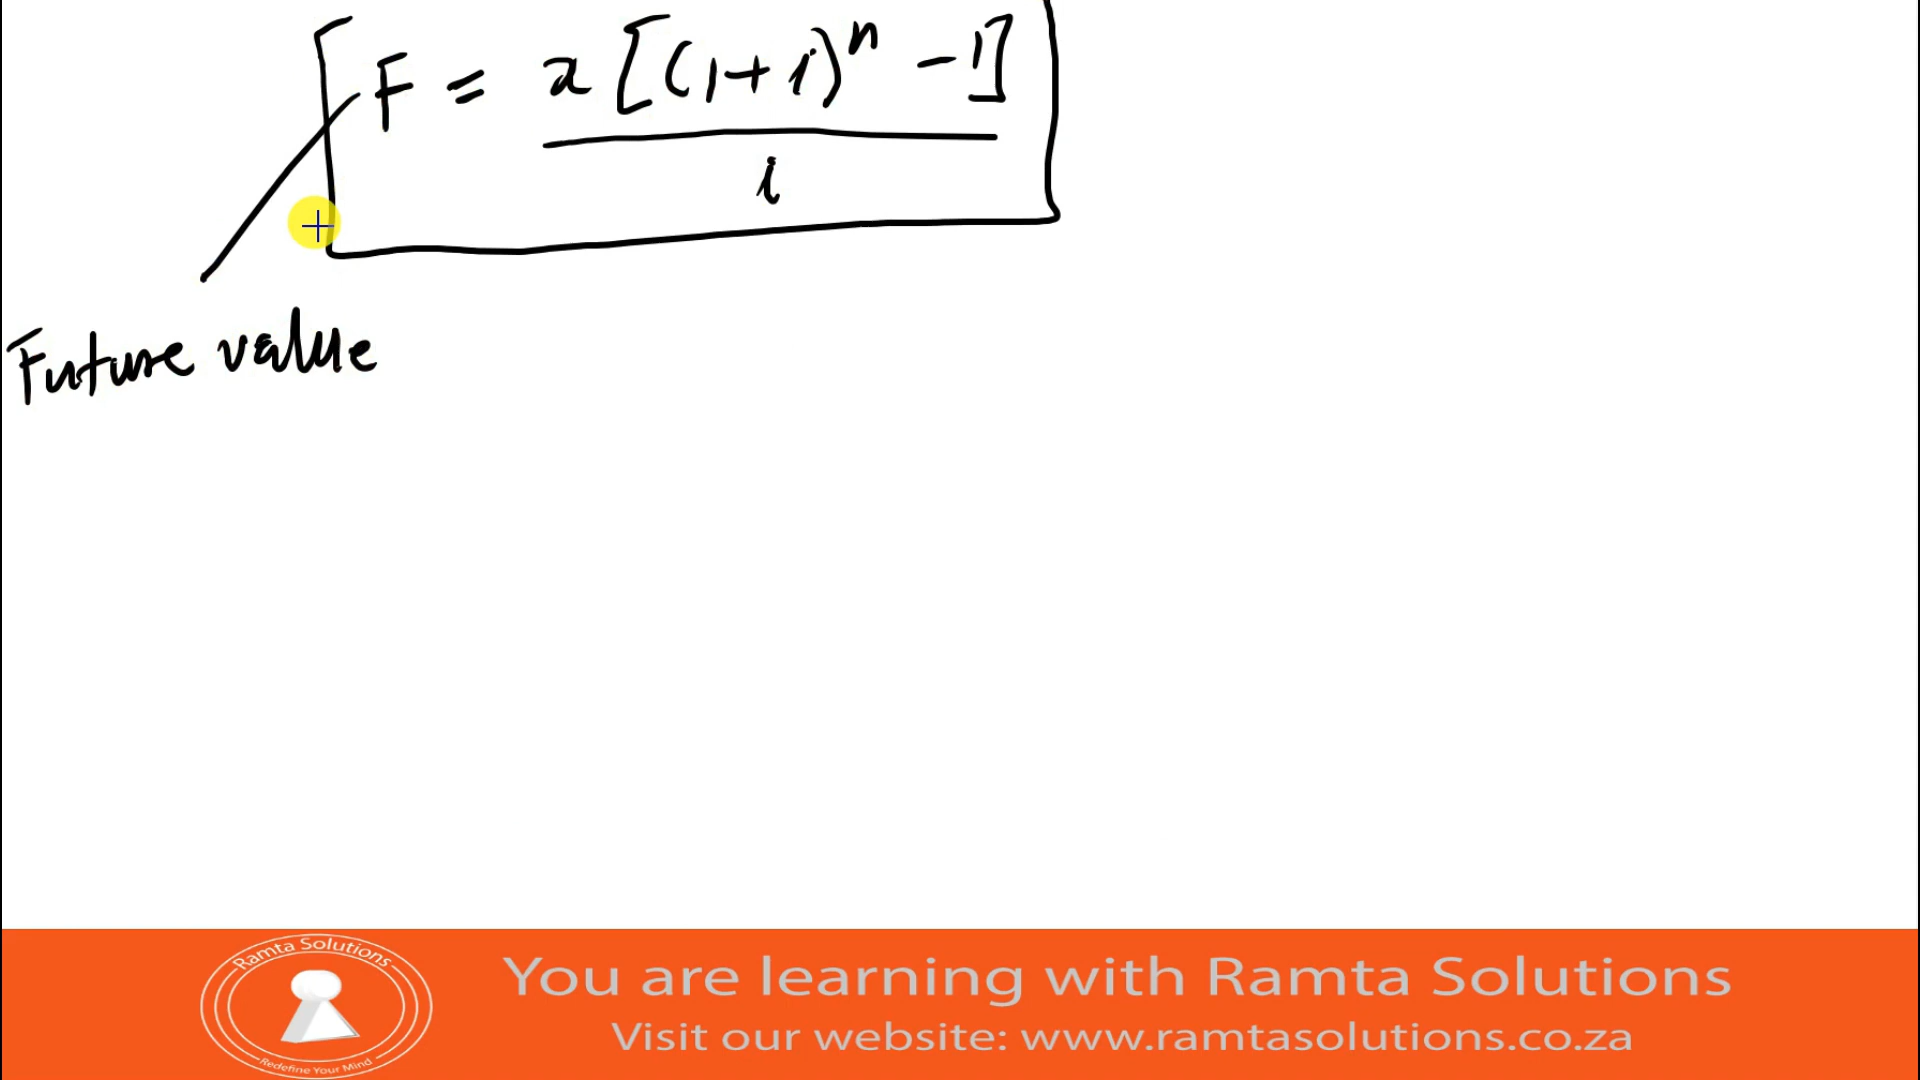 F = x[(1+i)ⁿ -1]
i
Future value
Ramta Solutions
Redefine Your Mind
You are learning with Ramta Solutions
Visit our website: www.ramtasolutions.co.za